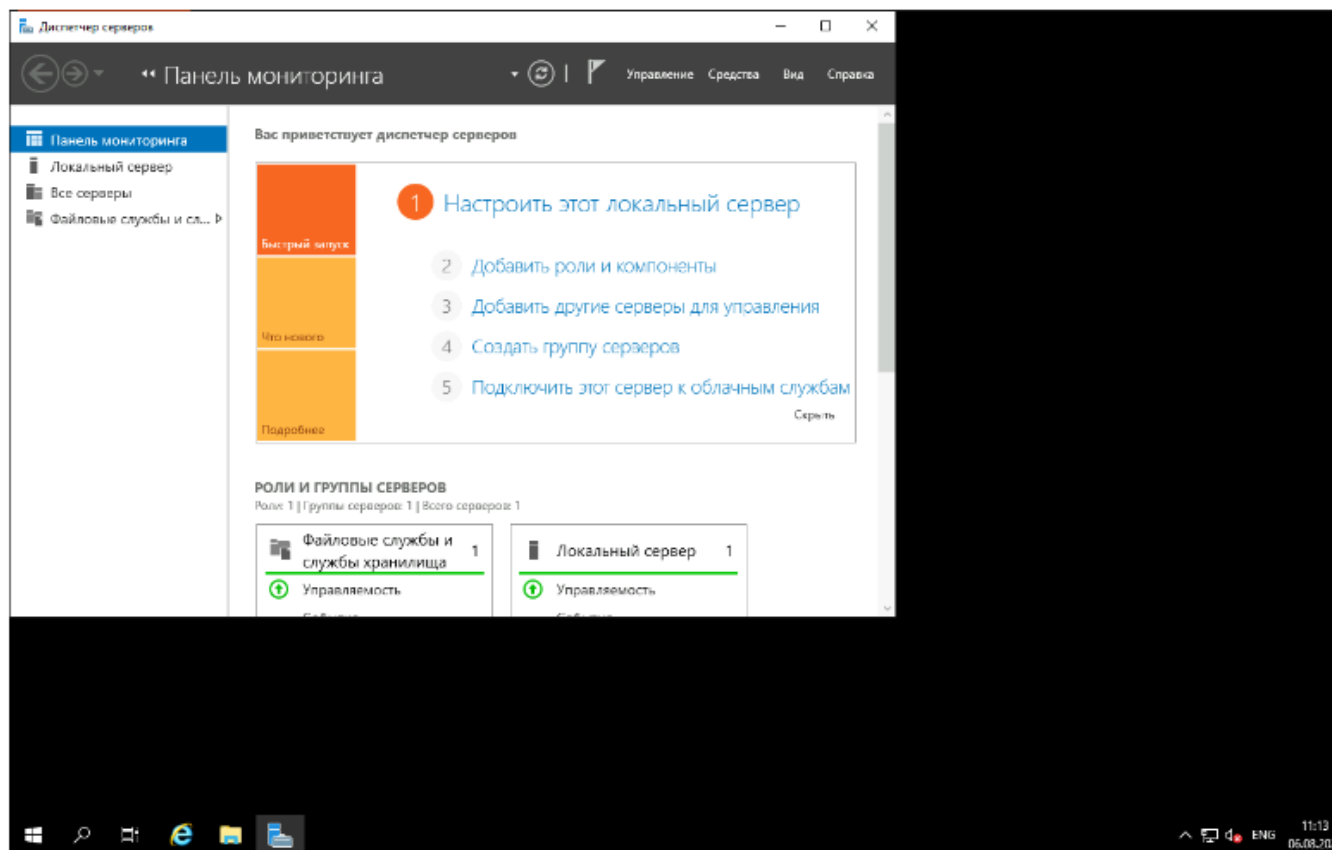 Диспетчер серверов
Панель мониторинга
Управление Средства Вид Справка
Панель мониторинга
Локальный сервер
Все серверы
Файловые службы и сл...
Вас приветствует диспетчер серверов
Быстрый запуск
Что нового
Подробнее
1 Настроить этот локальный сервер
2 Добавить роли и компоненты
3 Добавить другие серверы для управления
4 Создать группу серверов
5 Подключить этот сервер к облачным службам
Скрыть
РОЛИ И ГРУППЫ СЕРВЕРОВ
Роли: 1 | Группы серверов: 1 | Всего серверов: 1
Файловые службы и
службы хранилища 1
Управляемость
Локальный сервер 1
Управляемость
ENG
11:13
06.08.20